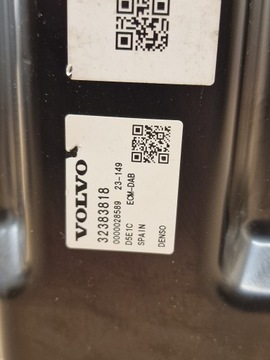 VOLVO
32383818
0000028589 23-149
D5E1C ECM-DAB
SPAIN
DENSO